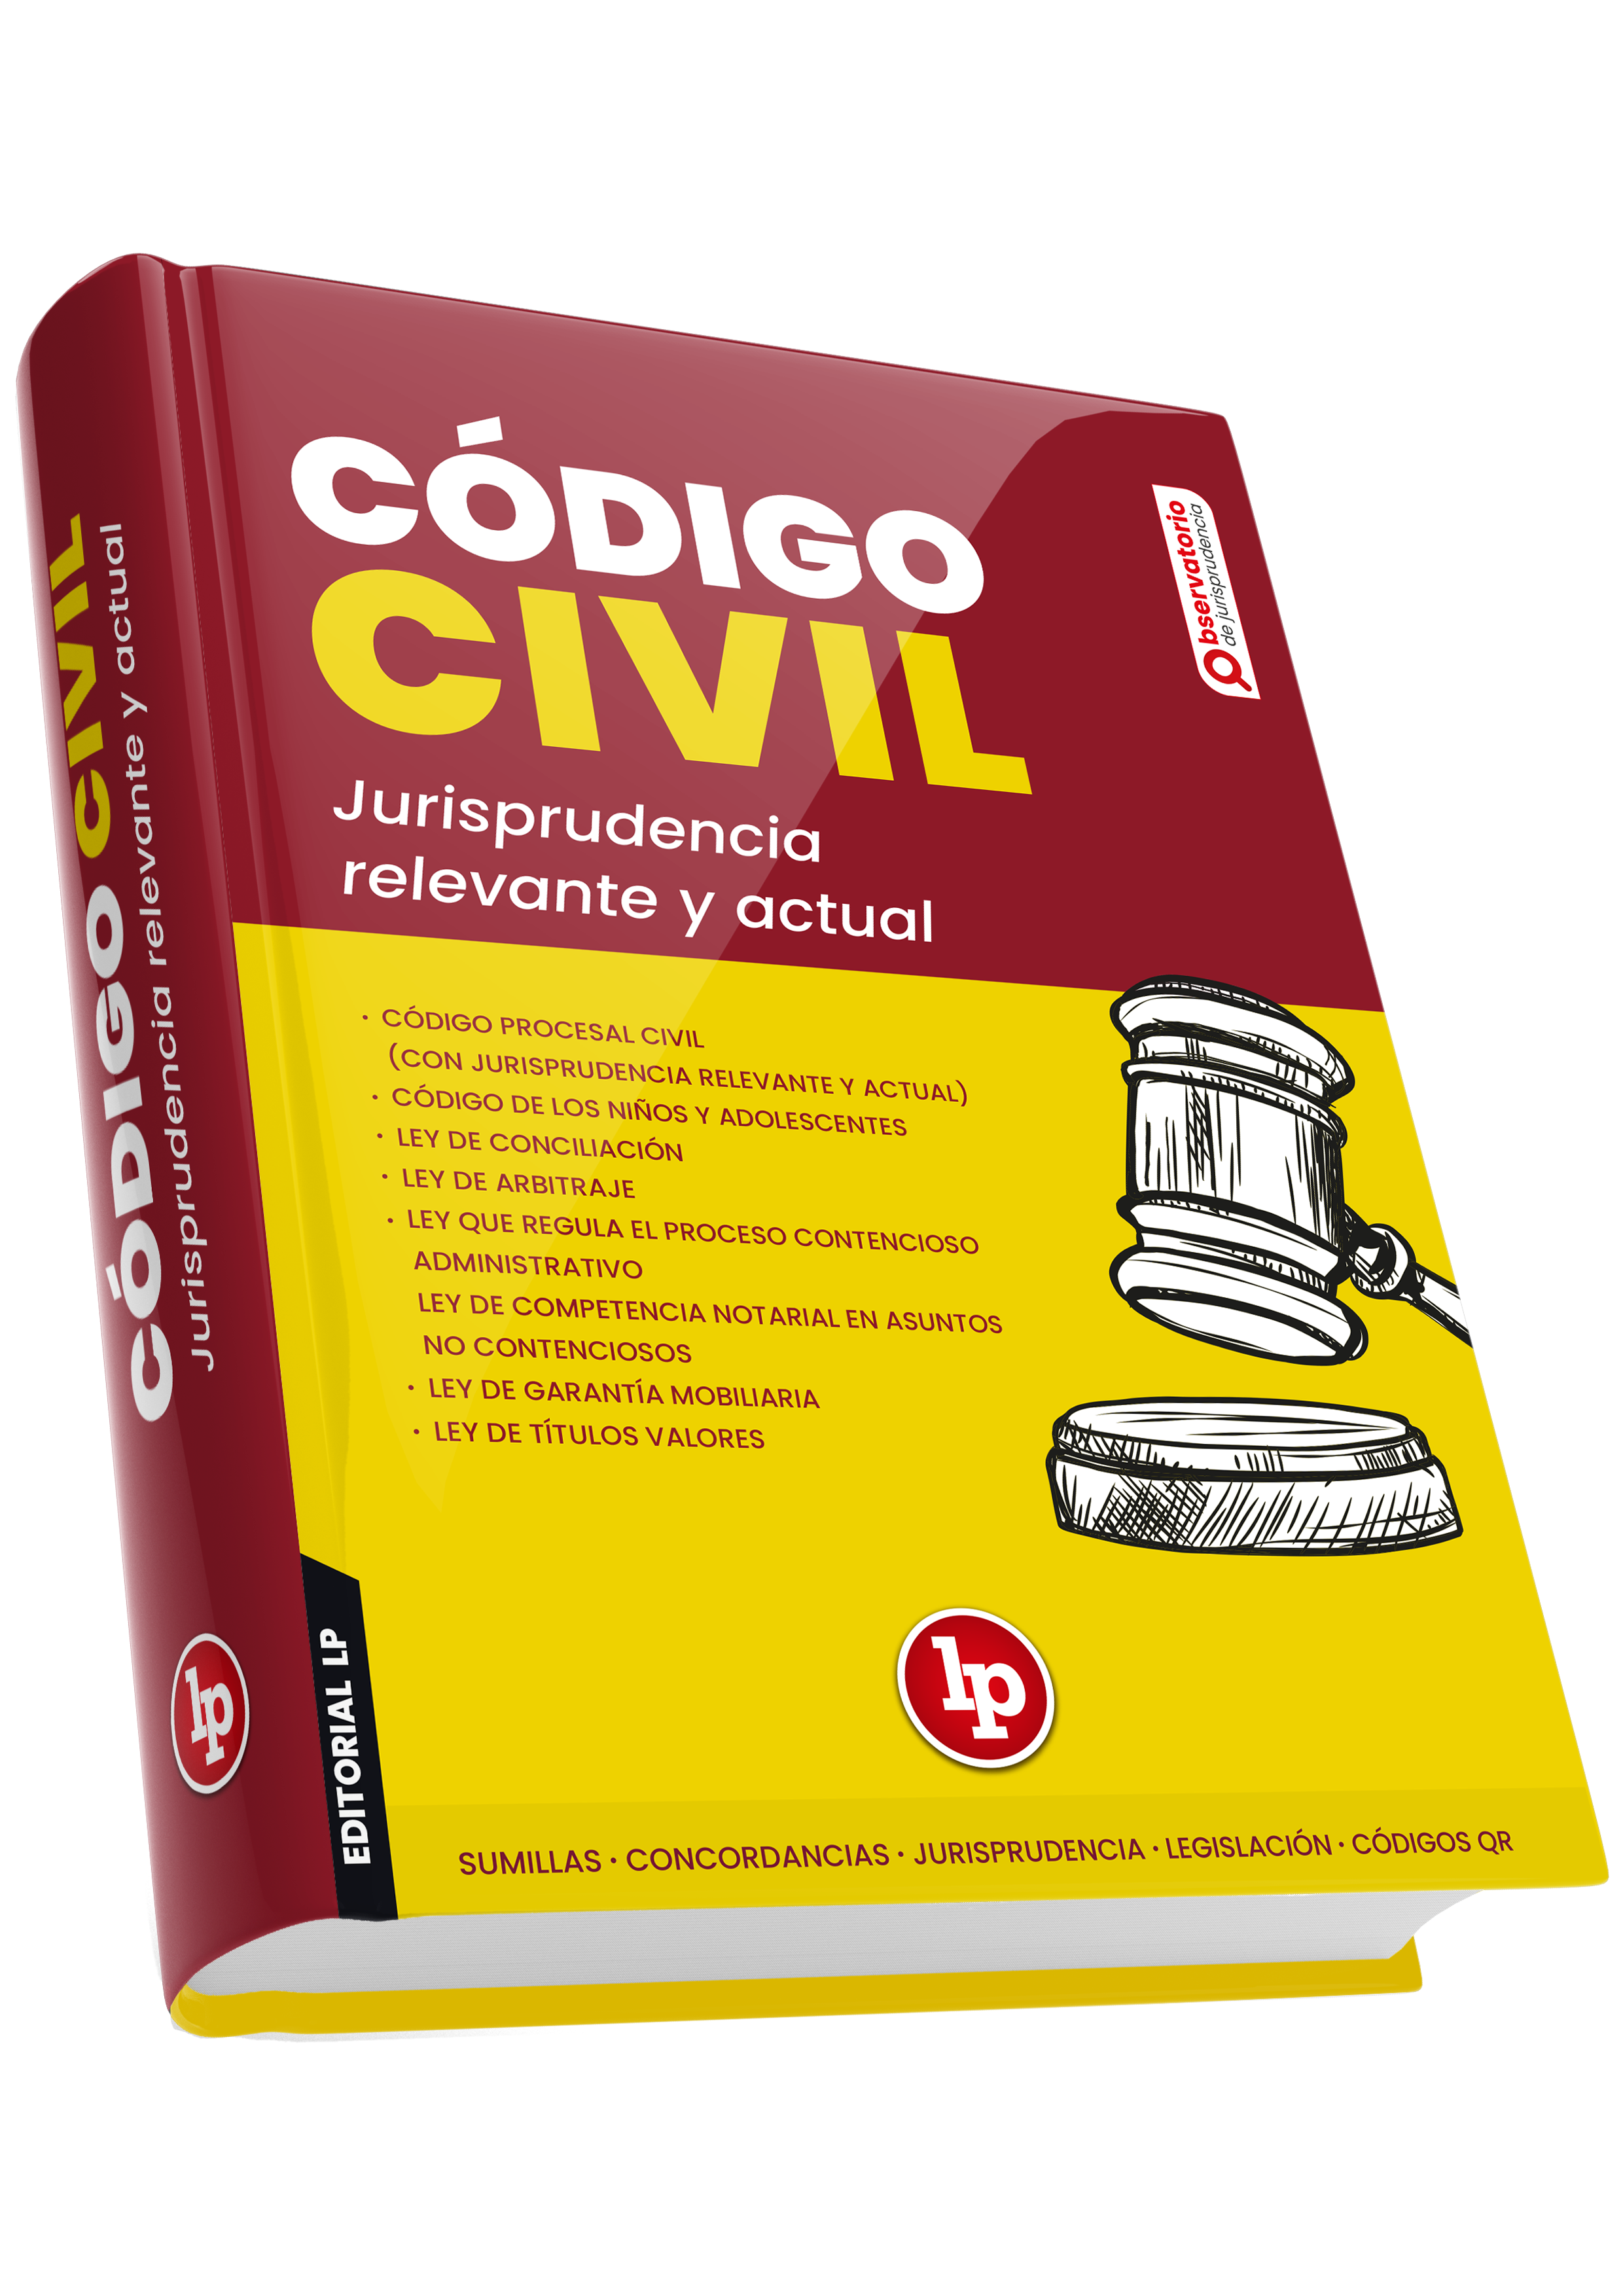 CÓDIGO CIVIL
Jurisprudencia relevante y actual
lp
CÓDIGO
CIVIL
Jurisprudencia
relevante y actual
observatorio
de jurisprudencia
· CÓDIGO PROCESAL CIVIL
(CON JURISPRUDENCIA RELEVANTE Y ACTUAL)
· CÓDIGO DE LOS NIÑOS Y ADOLESCENTES
· LEY DE CONCILIACIÓN
· LEY DE ARBITRAJE
· LEY QUE REGULA EL PROCESO CONTENCIOSO
ADMINISTRATIVO
LEY DE COMPETENCIA NOTARIAL EN ASUNTOS
NO CONTENCIOSOS
· LEY DE GARANTÍA MOBILIARIA
· LEY DE TÍTULOS VALORES
EDITORIAL LP
lp
SUMILLAS · CONCORDANCIAS · JURISPRUDENCIA · LEGISLACIÓN · CÓDIGOS QR